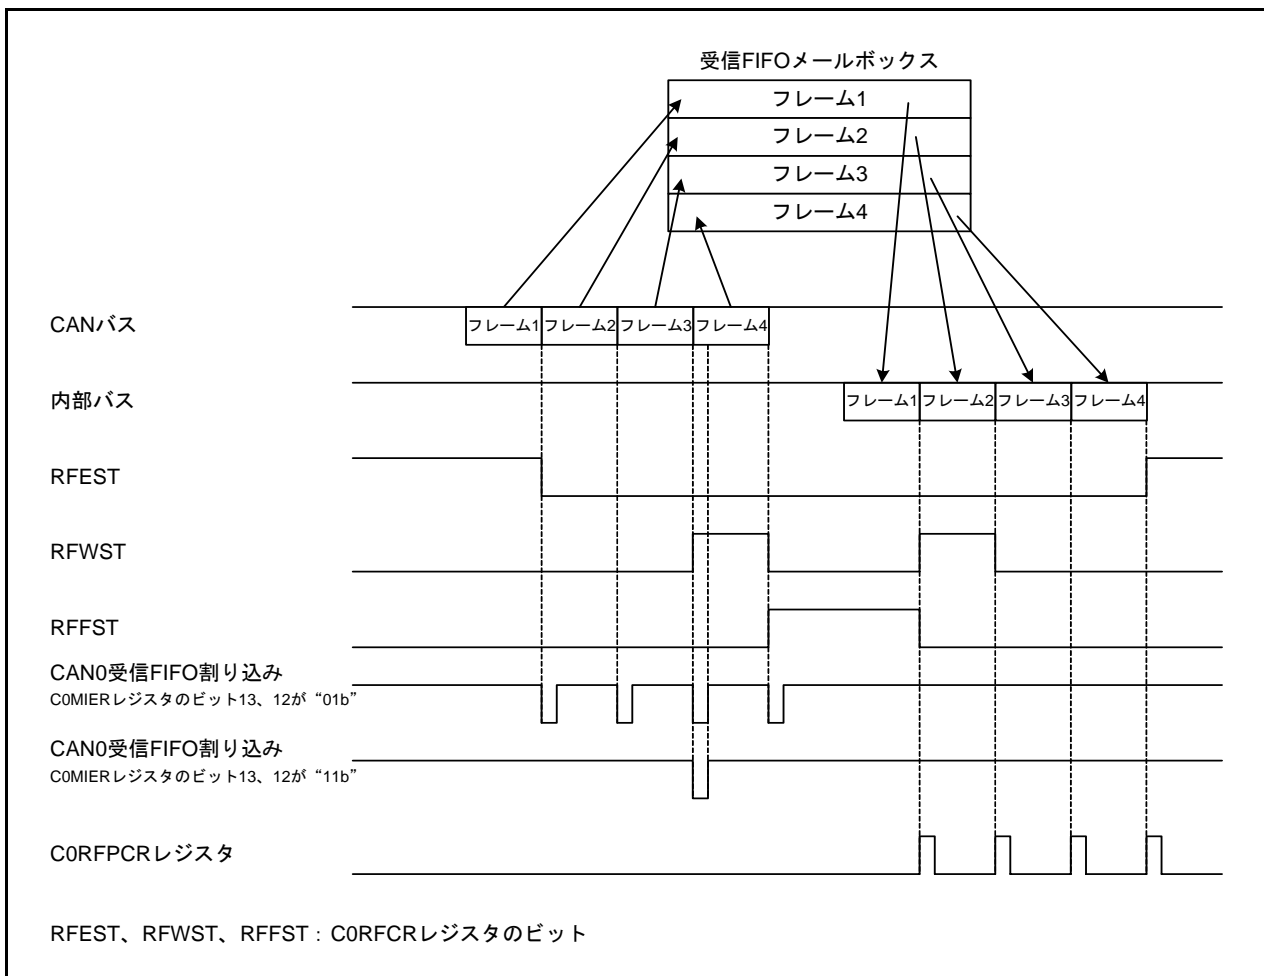 受信FIFOメールボックス
フレーム1
フレーム2
フレーム3
フレーム4
CANバス
フレーム1 フレーム2 フレーム3 フレーム4
内部バス
フレーム1 フレーム2 フレーム3 フレーム4
RFEST
RFWST
RFFST
CAN0受信FIFO割り込み
C0MIERレジスタのビット13、12が“01b”
CAN0受信FIFO割り込み
C0MIERレジスタのビット13、12が“11b”
C0RFPCRレジスタ
RFEST、RFWST、RFFST：C0RFCRレジスタのビット